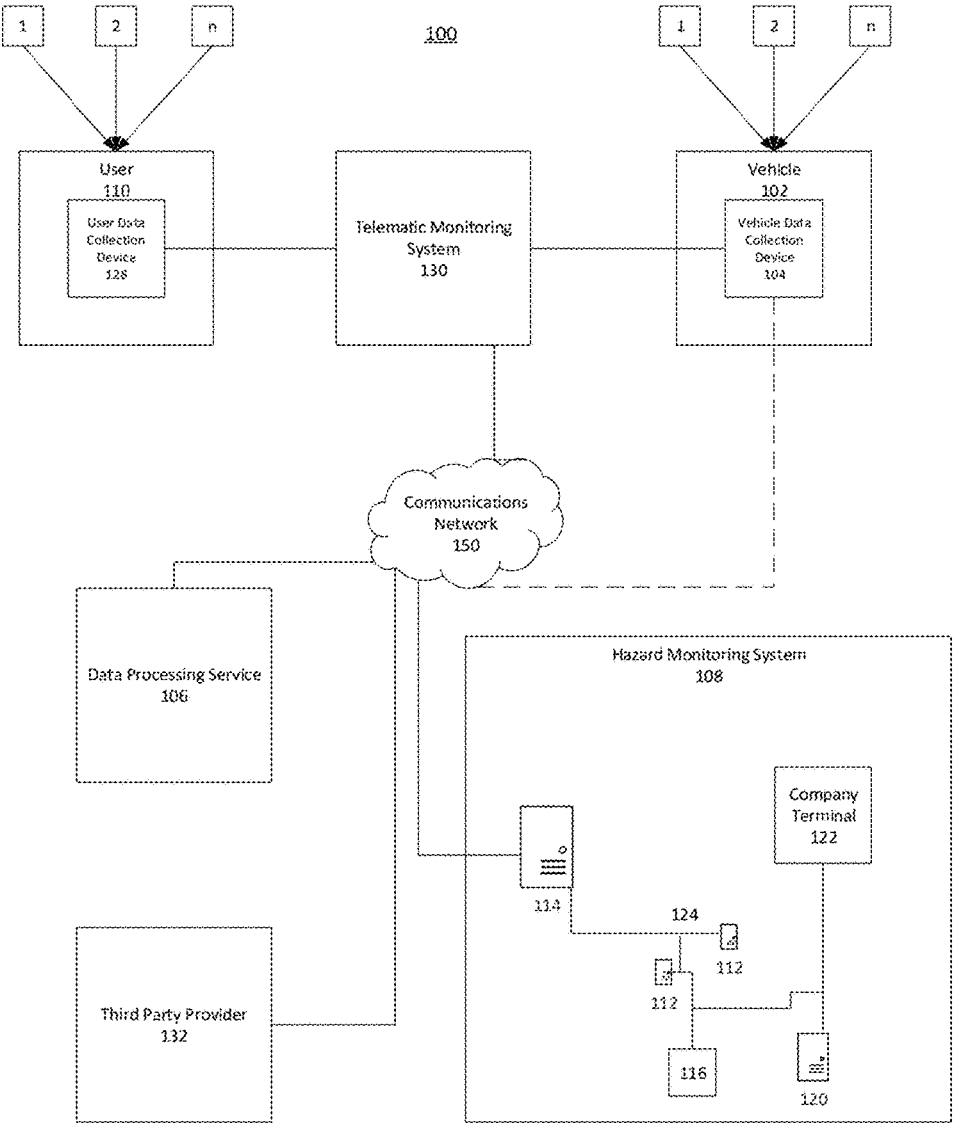 1 2 n
100
1 2 n
User
110
User Data
Collection
Device
128
Telematic Monitoring
System
130
Vehicle
102
Vehicle Data
Collection
Device
104
Communications
Network
150
Data Processing Service
106
Hazard Monitoring System
108
Company
Terminal
122
114
124
112
112
116
120
Third Party Provider
132